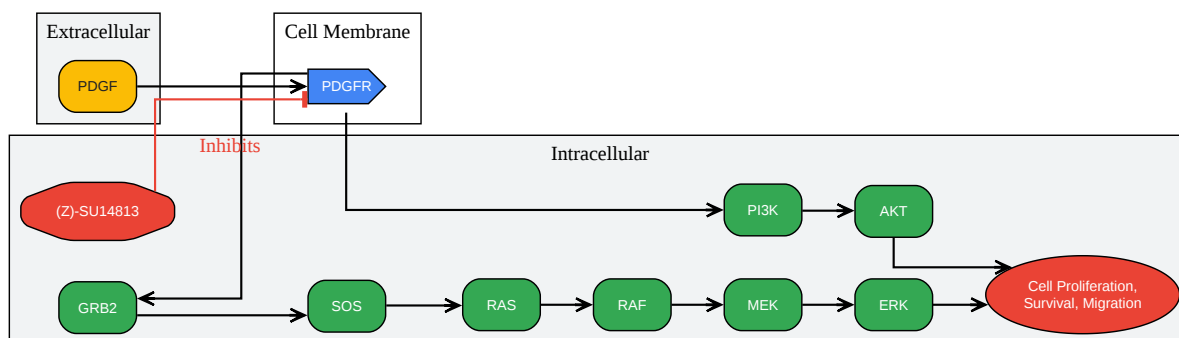 Extracellular
Cell Membrane
PDGF
PDGFR
Inhibits
Intracellular
(Z)-SU14813
PI3K
AKT
GRB2
SOS
RAS
RAF
MEK
ERK
Cell Proliferation,
Survival, Migration